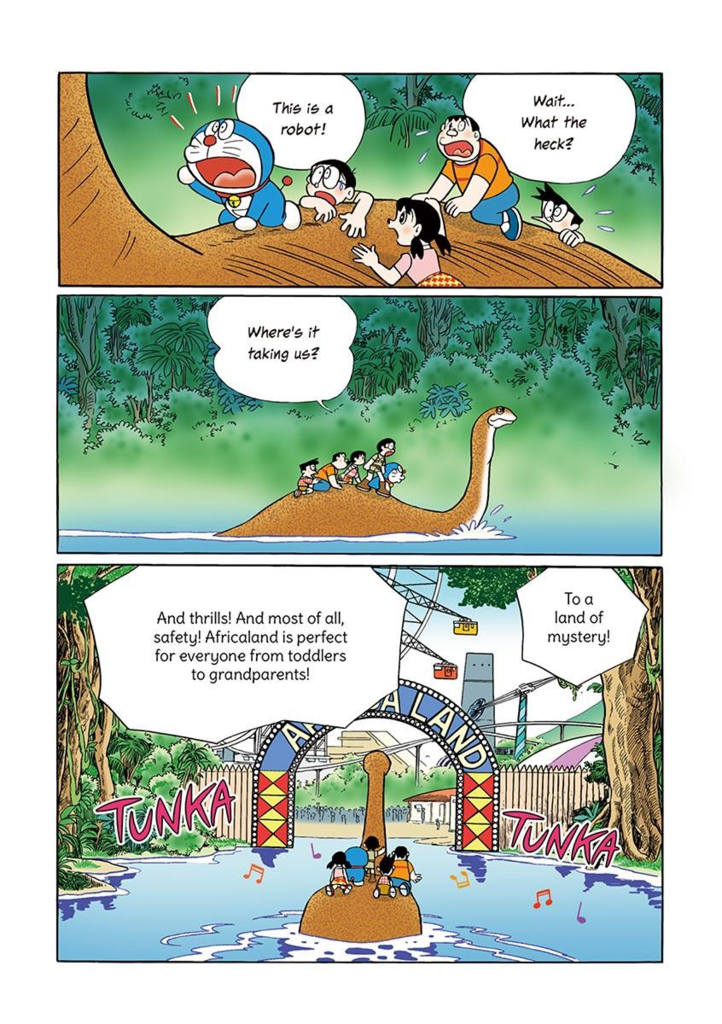 Wait...
What the
heck?
This is a
robot!
Where's it
taking us?
To a
land of
mystery!
And thrills! And most of all,
safety! Africaland is perfect
for everyone from toddlers
to grandparents!
A LAND
TUNKA
TUNKA